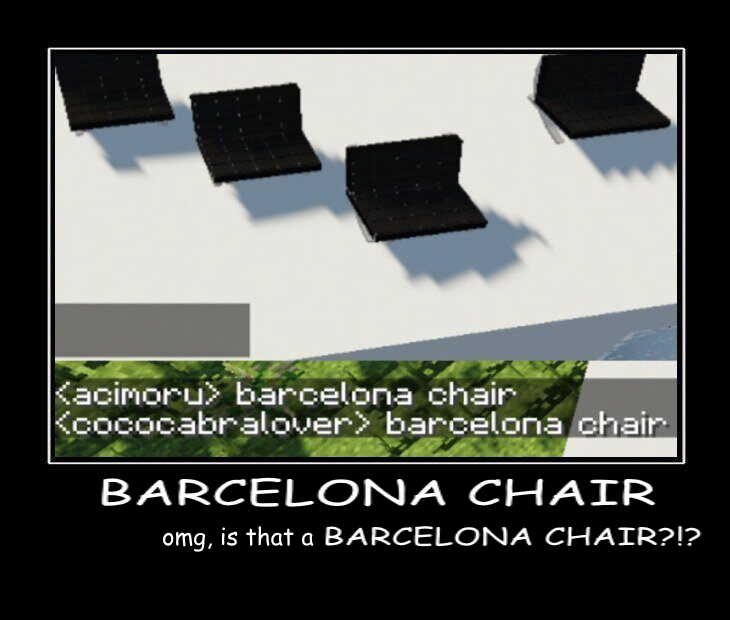 <acimoru> barcelona chair
<cococabralover> barcelona chair
BARCELONA CHAIR
omg, is that a BARCELONA CHAIR?!?